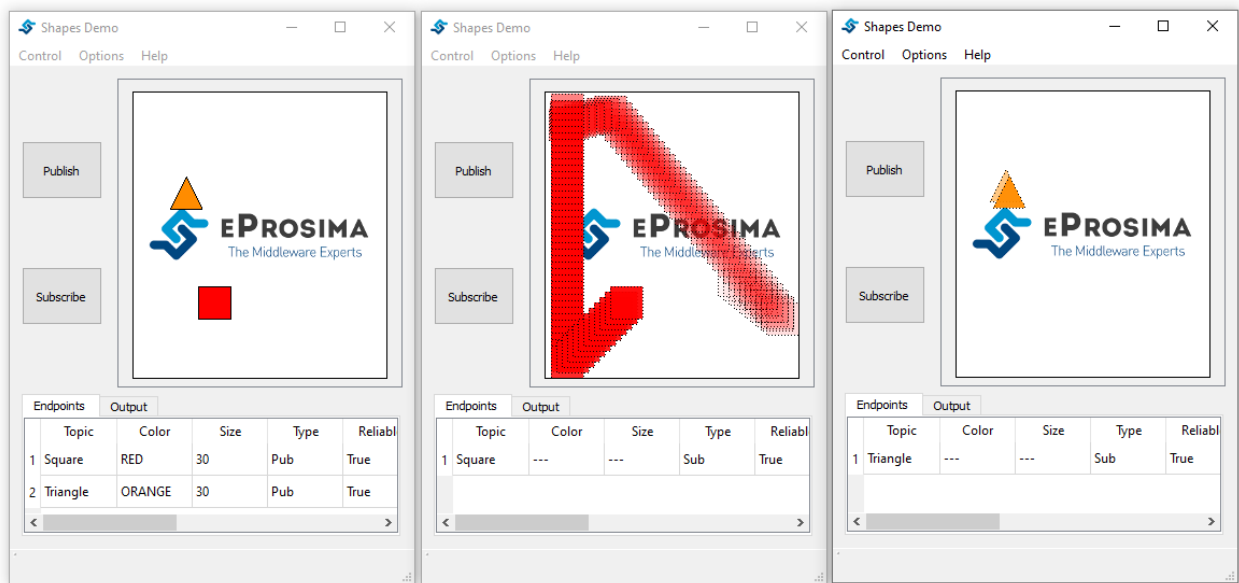 Shapes Demo
Control Options Help
Publish
Subscribe
ePROSIMA
The Middleware Experts
Endpoints Output
Topic Color Size Type Reliabl
1 Square RED 30 Pub True
2 Triangle ORANGE 30 Pub True
Shapes Demo
Control Options Help
Publish
Subscribe
ePROSIMA
The Middleware Experts
Endpoints Output
Topic Color Size Type Reliabl
1 Square --- --- Sub True
Shapes Demo
Control Options Help
Publish
Subscribe
ePROSIMA
The Middleware Experts
Endpoints Output
Topic Color Size Type Reliabl
1 Triangle --- --- Sub True